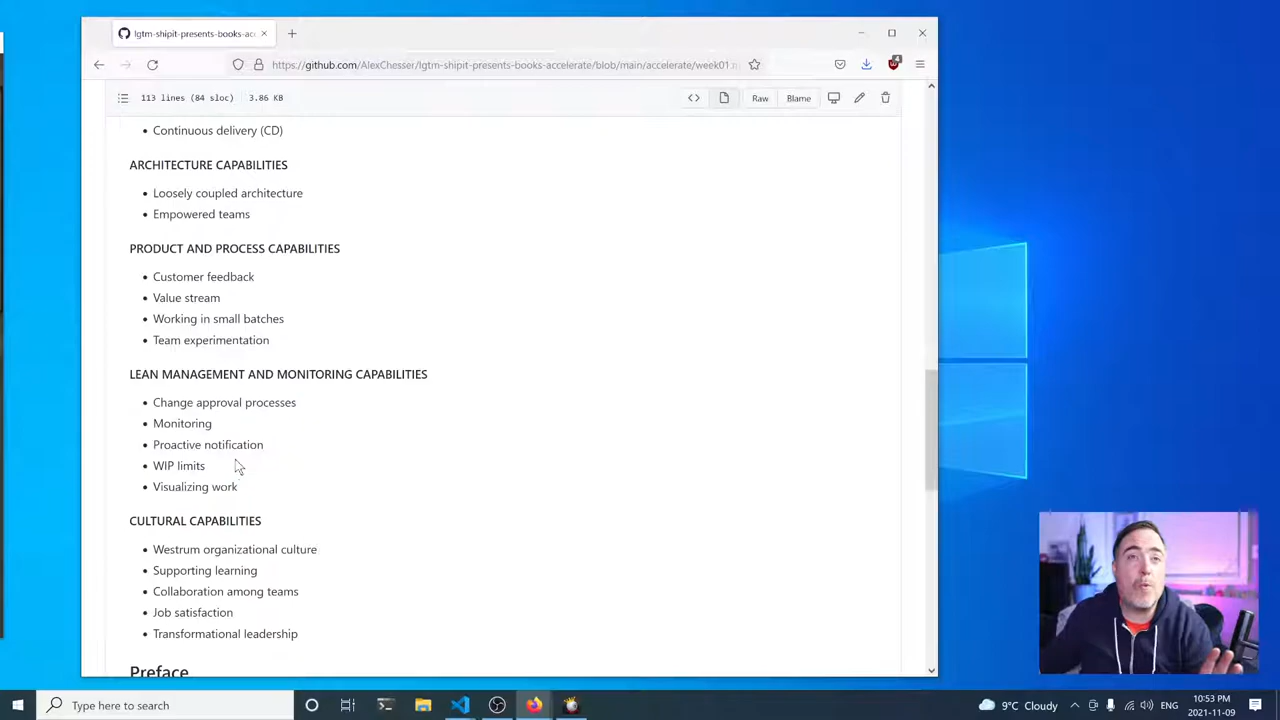 lgtm-shipit-presents-books-acc
https://github.com/AlexChesser/lgtm-shipit-presents-books-accelerate/blob/main/accelerate/week01.m
4
113 lines (84 sloc) 3.86 KB
Raw
Blame
Continuous delivery (CD)
ARCHITECTURE CAPABILITIES
Loosely coupled architecture
Empowered teams
PRODUCT AND PROCESS CAPABILITIES
Customer feedback
Value stream
Working in small batches
Team experimentation
LEAN MANAGEMENT AND MONITORING CAPABILITIES
Change approval processes
Monitoring
Proactive notification
WIP limits
Visualizing work
CULTURAL CAPABILITIES
Westrum organizational culture
Supporting learning
Collaboration among teams
Job satisfaction
Transformational leadership
Preface
Type here to search
9°C Cloudy
ENG
10:53 PM
2021-11-09